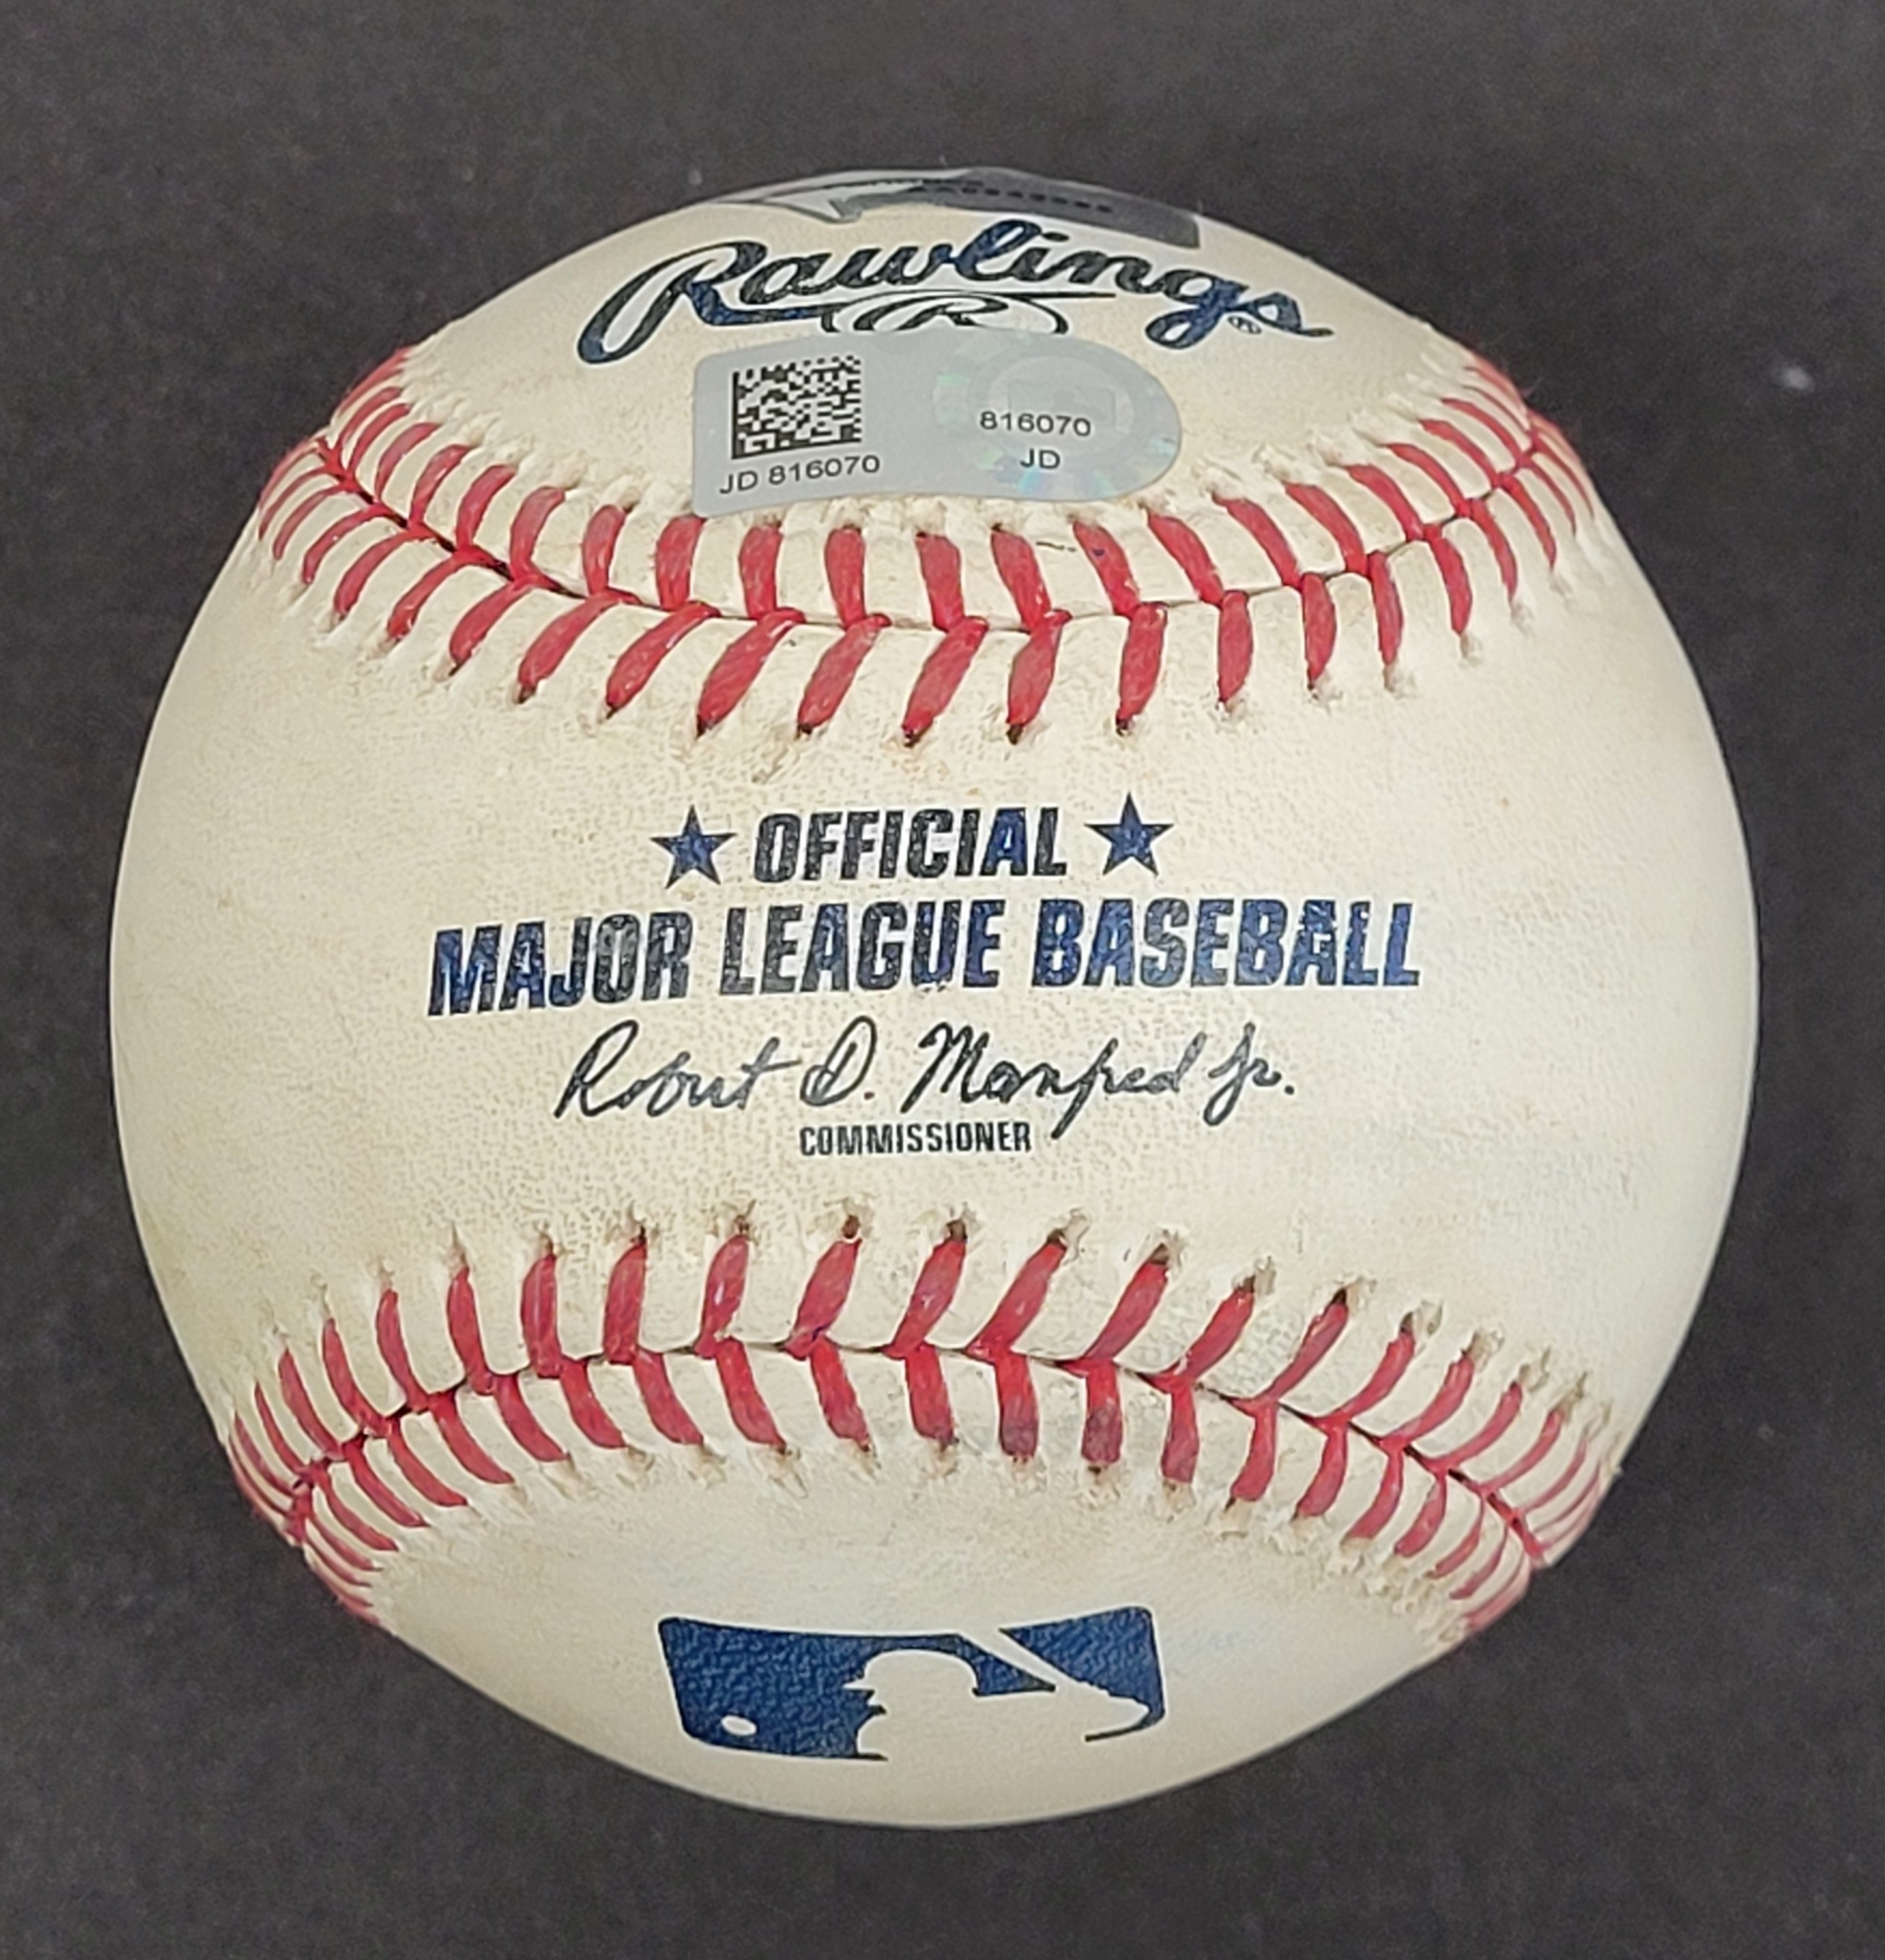 Rawlings®
R
816070
JD 816070
JD
★ OFFICIAL ★
MAJOR LEAGUE BASEBALL
Robert D. Manfred Jr.
COMMISSIONER